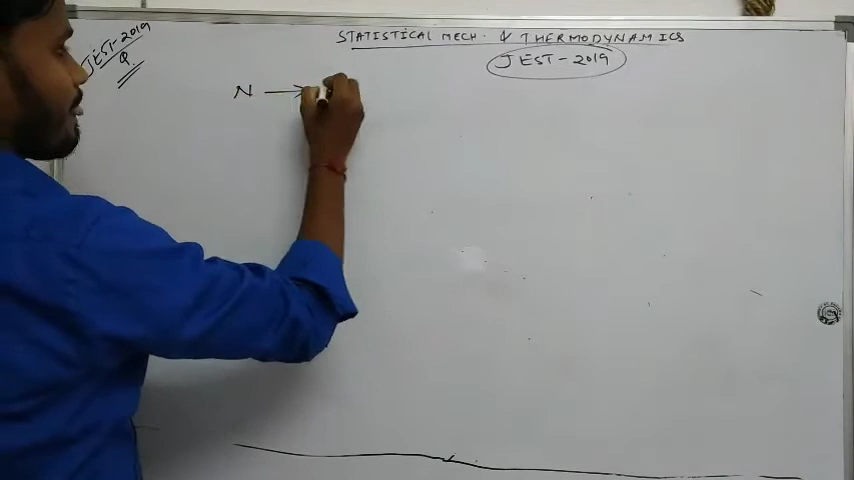 STATISTICAL MECH. & THERMODYNAMICS
JEST-2019
JEST-2019
Q.
N →